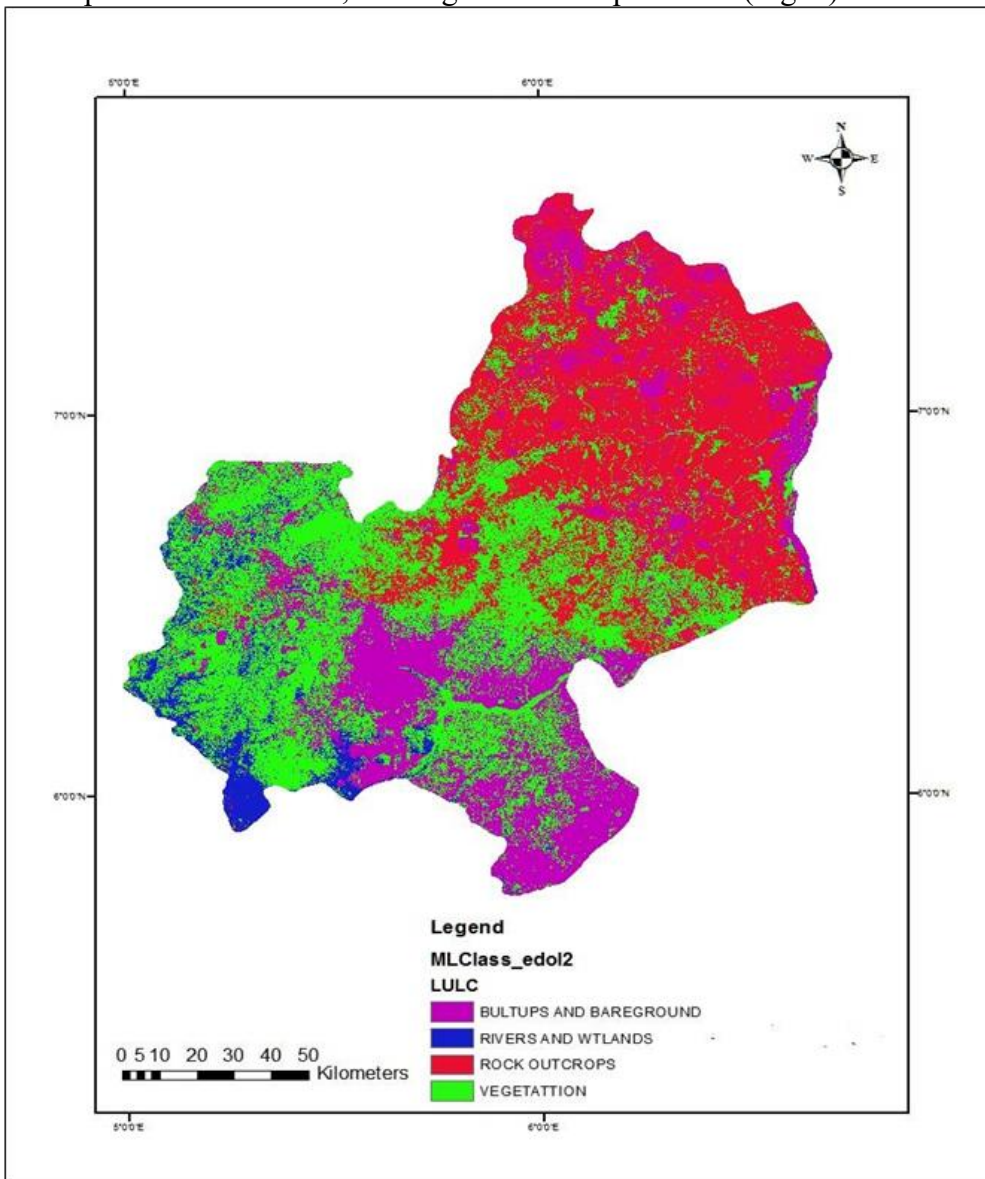 5°0'0"E 6°0'0"E
N
W E
S
7°0'0"N 7°0'0"N
6°0'0"N 6°0'0"N
Legend
MLClass_edol2
LULC
BULTUPS AND BAREGROUND
RIVERS AND WTLANDS
ROCK OUTCROPS
VEGETATTION
0 5 10 20 30 40 50
Kilometers
5°0'0"E 6°0'0"E